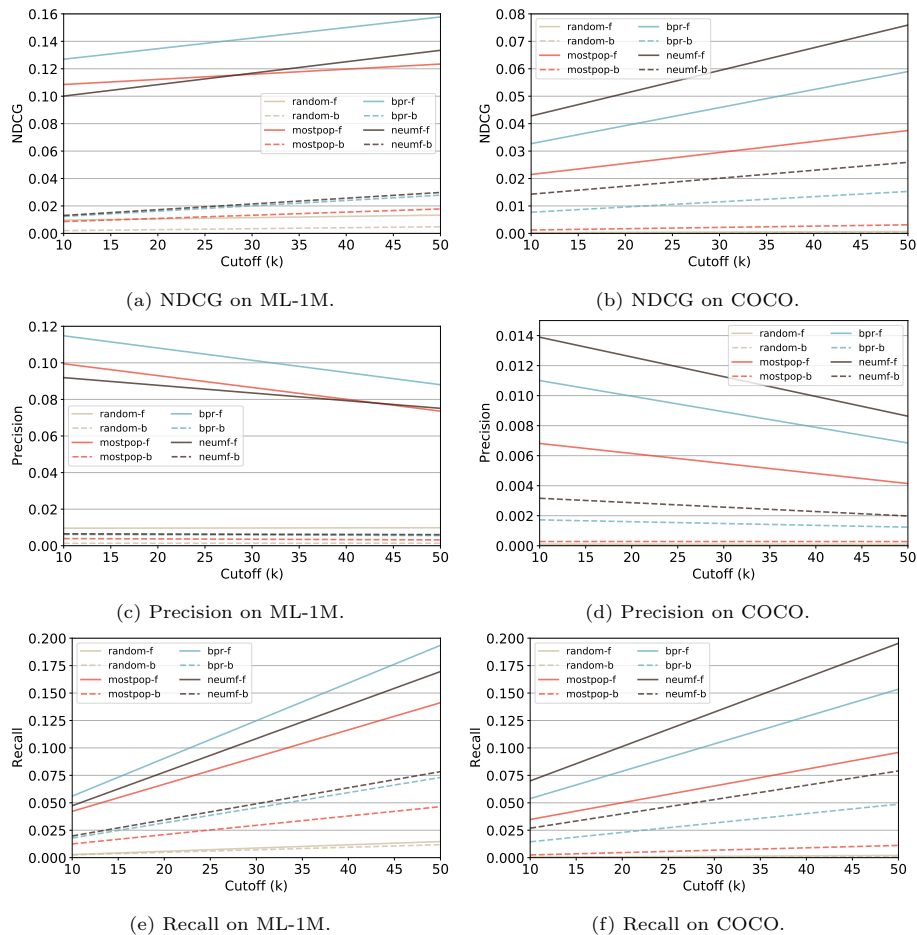 0.16
0.14
0.12
0.10
0.08
0.06
0.04
0.02
0.00
NDCG
random-f
random-b
mostpop-f
mostpop-b
bpr-f
bpr-b
neumf-f
neumf-b
10 15 20 25 30 35 40 45 50
Cutoff (k)
(a) NDCG on ML-1M.
0.08
0.07
0.06
0.05
0.04
0.03
0.02
0.01
0.00
NDCG
random-f
random-b
mostpop-f
mostpop-b
bpr-f
bpr-b
neumf-f
neumf-b
10 15 20 25 30 35 40 45 50
Cutoff (k)
(b) NDCG on COCO.
0.12
0.10
0.08
0.06
0.04
0.02
0.00
Precision
random-f
random-b
mostpop-f
mostpop-b
bpr-f
bpr-b
neumf-f
neumf-b
10 15 20 25 30 35 40 45 50
Cutoff (k)
(c) Precision on ML-1M.
0.014
0.012
0.010
0.008
0.006
0.004
0.002
0.000
Precision
random-f
random-b
mostpop-f
mostpop-b
bpr-f
bpr-b
neumf-f
neumf-b
10 15 20 25 30 35 40 45 50
Cutoff (k)
(d) Precision on COCO.
0.200
0.175
0.150
0.125
0.100
0.075
0.050
0.025
0.000
Recall
random-f
random-b
mostpop-f
mostpop-b
bpr-f
bpr-b
neumf-f
neumf-b
10 15 20 25 30 35 40 45 50
Cutoff (k)
(e) Recall on ML-1M.
0.200
0.175
0.150
0.125
0.100
0.075
0.050
0.025
0.000
Recall
random-f
random-b
mostpop-f
mostpop-b
bpr-f
bpr-b
neumf-f
neumf-b
10 15 20 25 30 35 40 45 50
Cutoff (k)
(f) Recall on COCO.